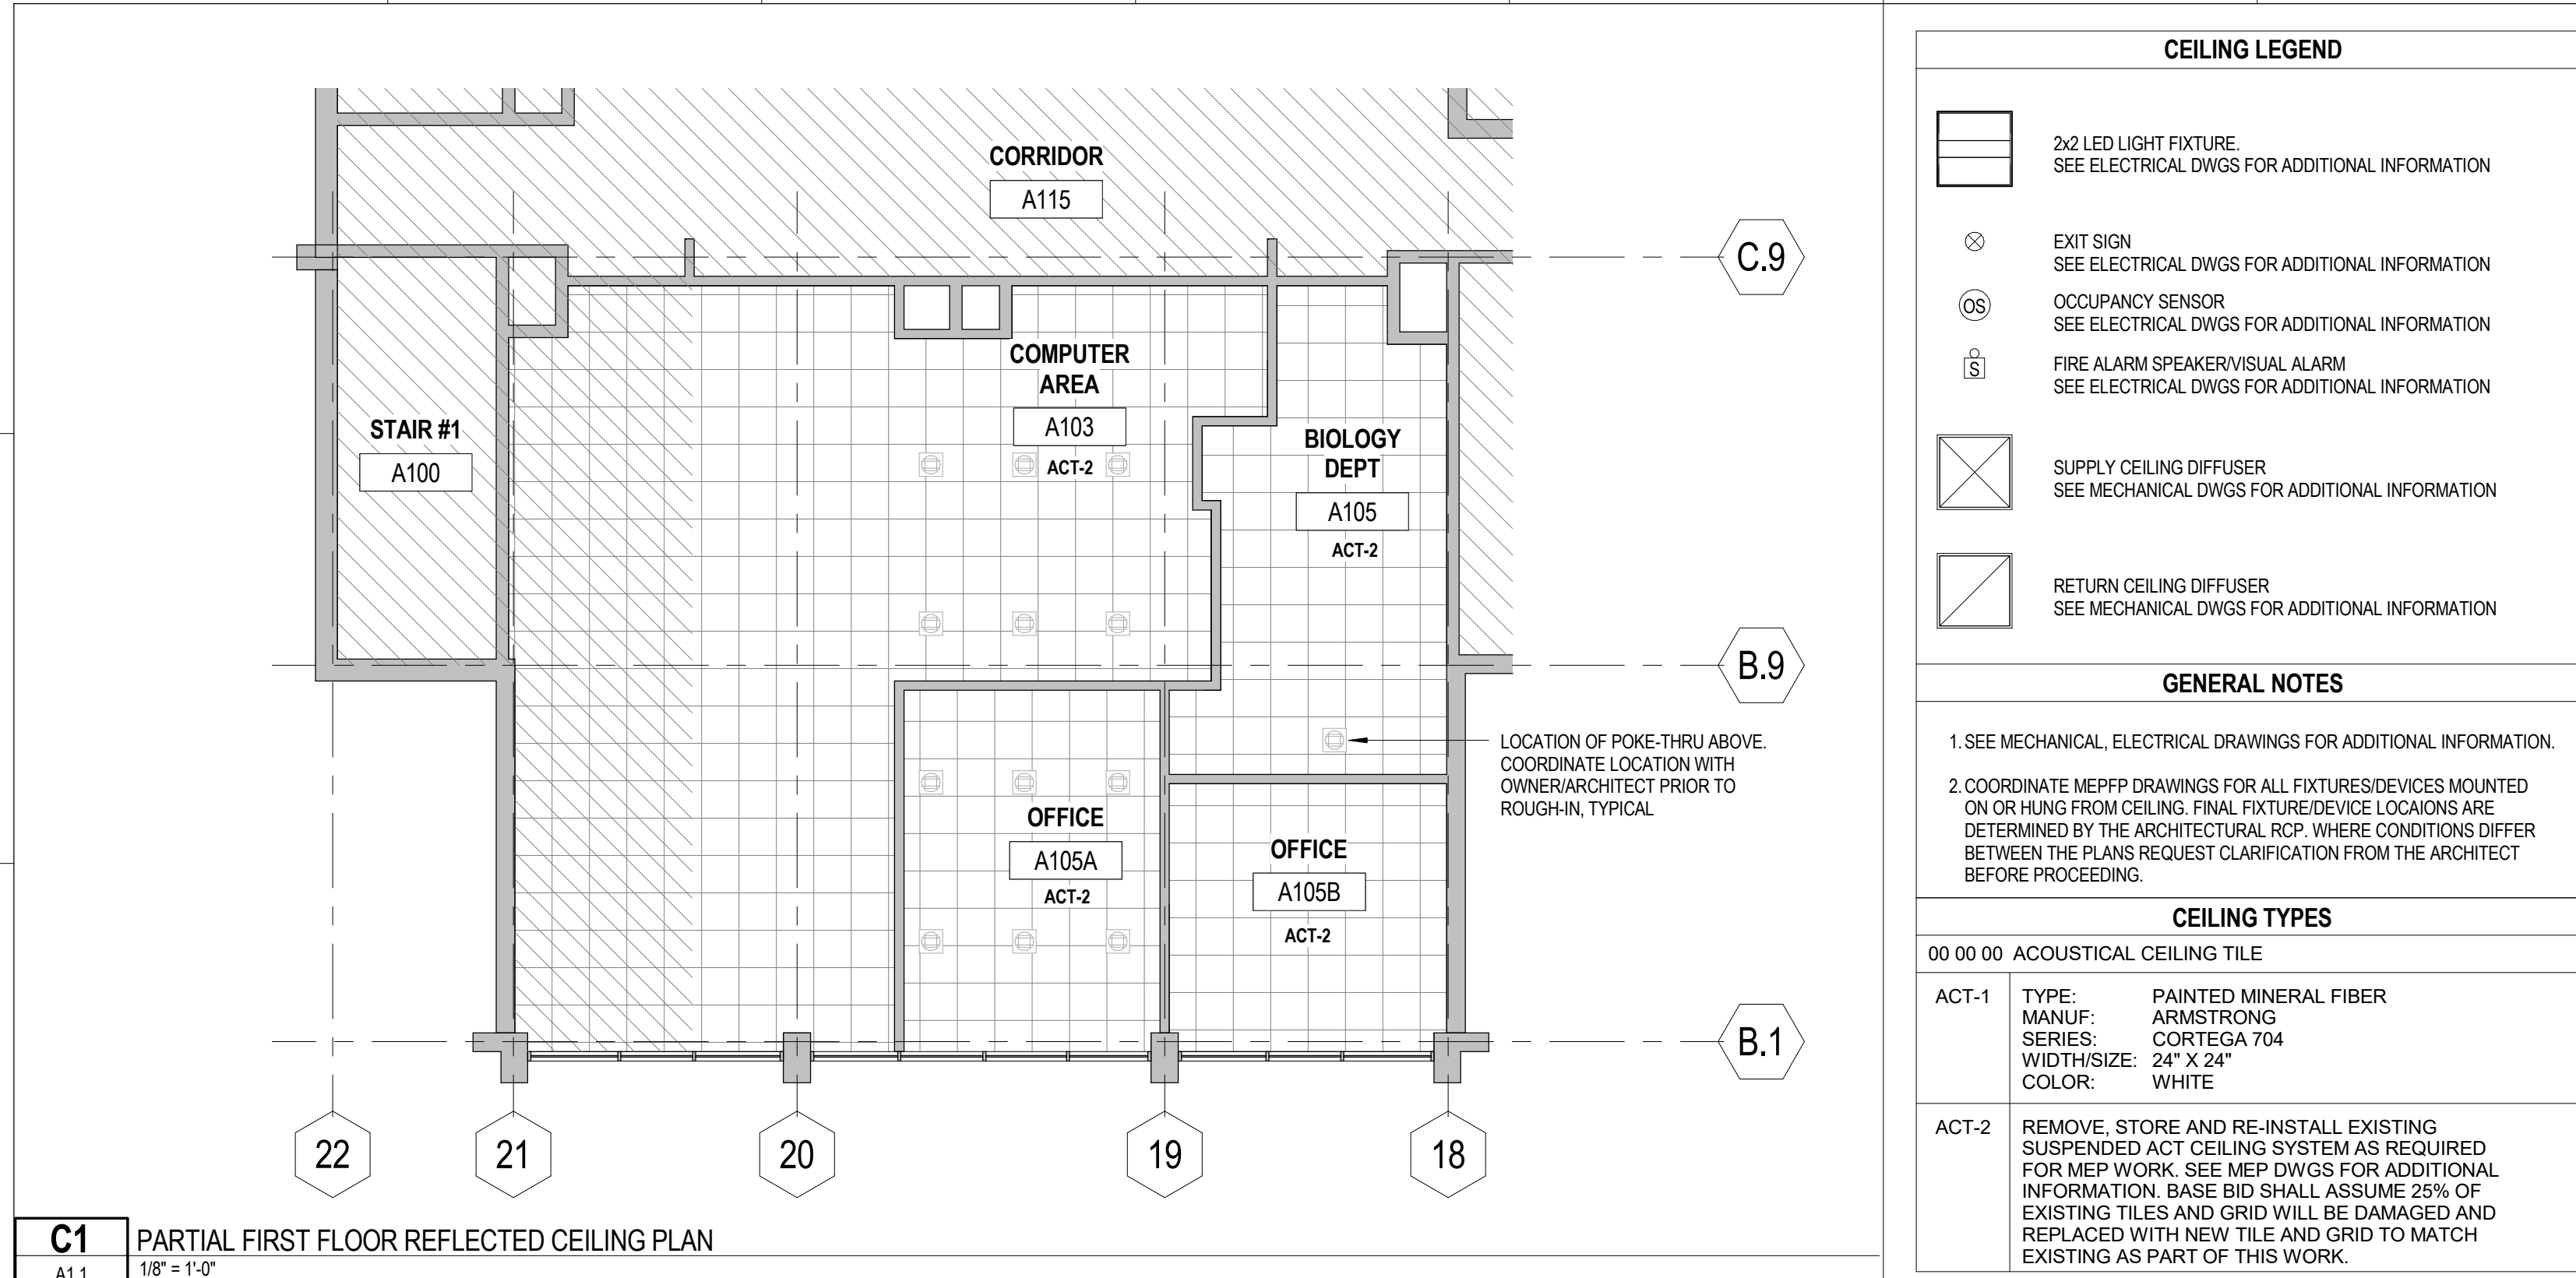 CORRIDOR
A115
C.9
COMPUTER
AREA
A103
ACT-2
STAIR #1
A100
BIOLOGY
DEPT
A105
ACT-2
B.9
LOCATION OF POKE-THRU ABOVE.
COORDINATE LOCATION WITH
OWNER/ARCHITECT PRIOR TO
ROUGH-IN, TYPICAL
OFFICE
A105A
ACT-2
OFFICE
A105B
ACT-2
B.1
22
21
20
19
18
C1
PARTIAL FIRST FLOOR REFLECTED CEILING PLAN
A1.1
1/8" = 1'-0"
CEILING LEGEND
2x2 LED LIGHT FIXTURE.
SEE ELECTRICAL DWGS FOR ADDITIONAL INFORMATION
EXIT SIGN
SEE ELECTRICAL DWGS FOR ADDITIONAL INFORMATION
OS
OCCUPANCY SENSOR
SEE ELECTRICAL DWGS FOR ADDITIONAL INFORMATION
S
FIRE ALARM SPEAKER/VISUAL ALARM
SEE ELECTRICAL DWGS FOR ADDITIONAL INFORMATION
SUPPLY CEILING DIFFUSER
SEE MECHANICAL DWGS FOR ADDITIONAL INFORMATION
RETURN CEILING DIFFUSER
SEE MECHANICAL DWGS FOR ADDITIONAL INFORMATION
GENERAL NOTES
1. SEE MECHANICAL, ELECTRICAL DRAWINGS FOR ADDITIONAL INFORMATION.
2. COORDINATE MEPFP DRAWINGS FOR ALL FIXTURES/DEVICES MOUNTED
ON OR HUNG FROM CEILING. FINAL FIXTURE/DEVICE LOCAIONS ARE
DETERMINED BY THE ARCHITECTURAL RCP. WHERE CONDITIONS DIFFER
BETWEEN THE PLANS REQUEST CLARIFICATION FROM THE ARCHITECT
BEFORE PROCEEDING.
CEILING TYPES
00 00 00 ACOUSTICAL CEILING TILE
ACT-1
TYPE: PAINTED MINERAL FIBER
MANUF: ARMSTRONG
SERIES: CORTEGA 704
WIDTH/SIZE: 24" X 24"
COLOR: WHITE
ACT-2
REMOVE, STORE AND RE-INSTALL EXISTING
SUSPENDED ACT CEILING SYSTEM AS REQUIRED
FOR MEP WORK. SEE MEP DWGS FOR ADDITIONAL
INFORMATION. BASE BID SHALL ASSUME 25% OF
EXISTING TILES AND GRID WILL BE DAMAGED AND
REPLACED WITH NEW TILE AND GRID TO MATCH
EXISTING AS PART OF THIS WORK.